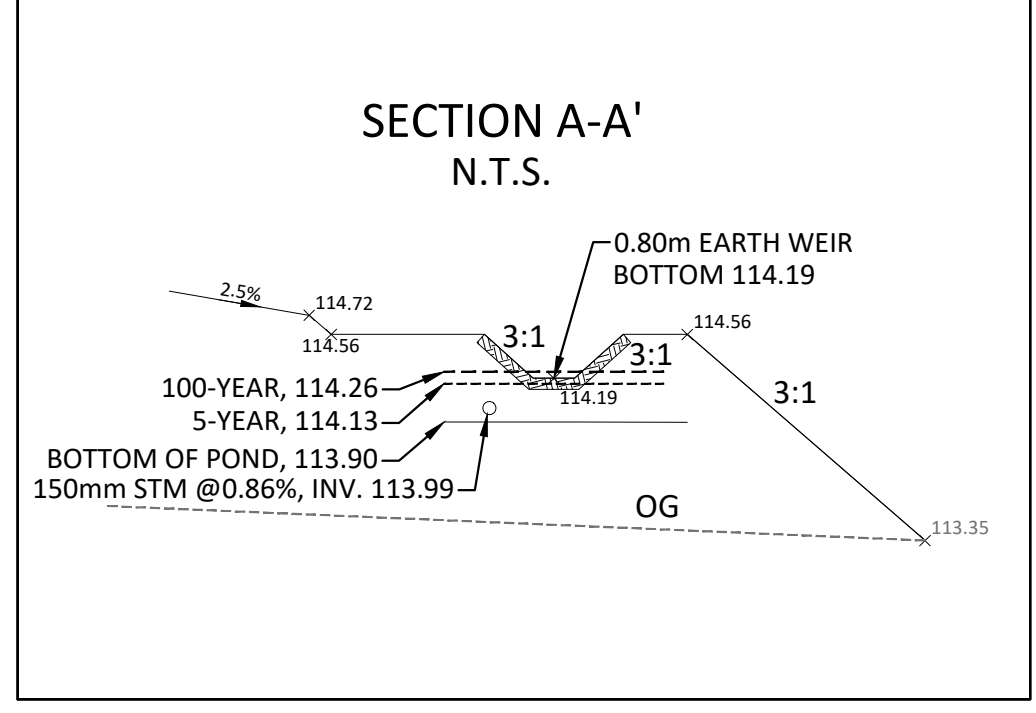 SECTION A-A'
N.T.S.
0.80m EARTH WEIR
BOTTOM 114.19
2.5%
114.72
114.56
3:1
3:1
114.56
100-YEAR, 114.26
5-YEAR, 114.13
114.19
3:1
BOTTOM OF POND, 113.90
150mm STM @0.86%, INV. 113.99
OG
113.35